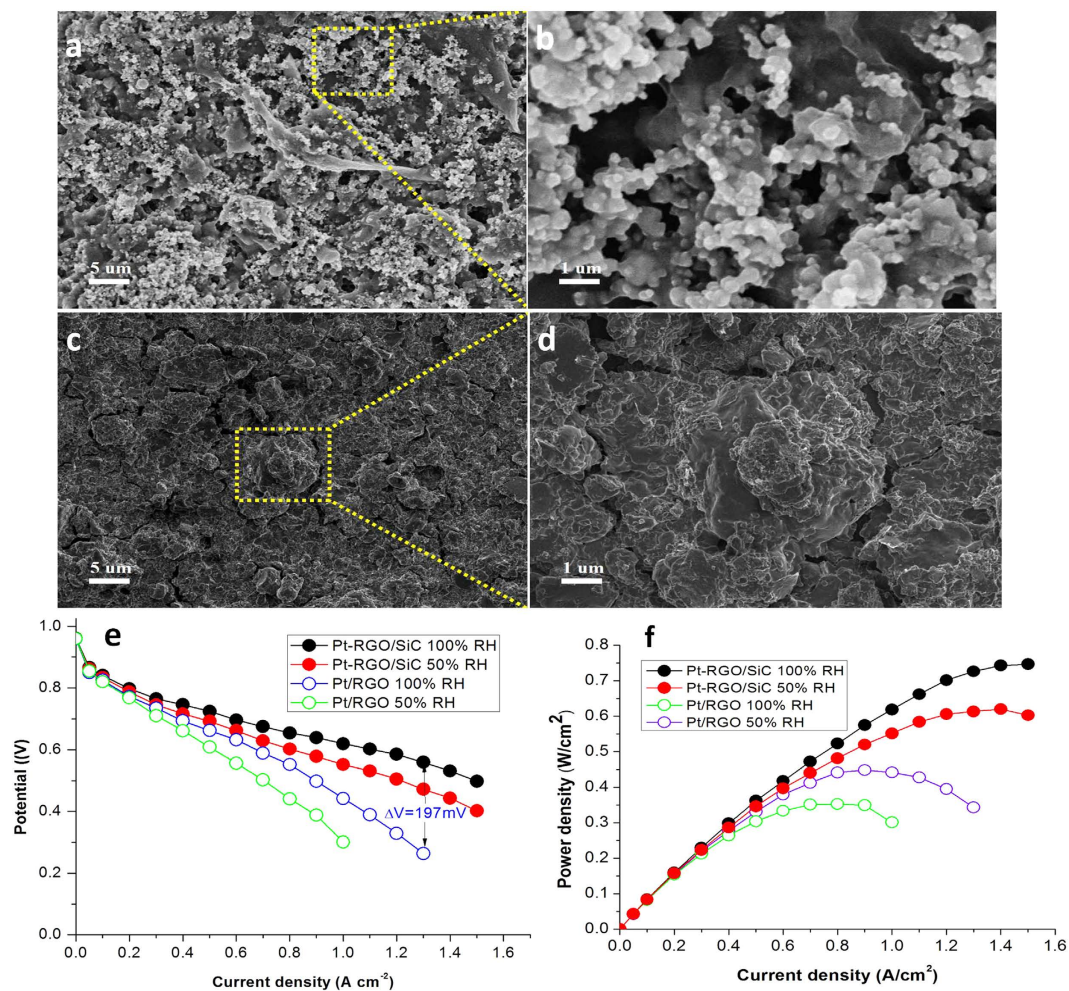 a
b
5 um
1 um
c
d
5 um
1 um
e
1.0
0.8
0.6
0.4
0.2
0.0
Potential ((V)
Pt-RGO/SiC 100% RH
Pt-RGO/SiC 50% RH
Pt/RGO 100% RH
Pt/RGO 50% RH
ΔV=197mV
0.0 0.2 0.4 0.6 0.8 1.0 1.2 1.4 1.6
Current density (A cm⁻²)
f
0.8
0.7
0.6
0.5
0.4
0.3
0.2
0.1
0.0
Power density (W/cm²)
Pt-RGO/SiC 100% RH
Pt-RGO/SiC 50% RH
Pt/RGO 100% RH
Pt/RGO 50% RH
0.0 0.2 0.4 0.6 0.8 1.0 1.2 1.4 1.6
Current density (A/cm²)